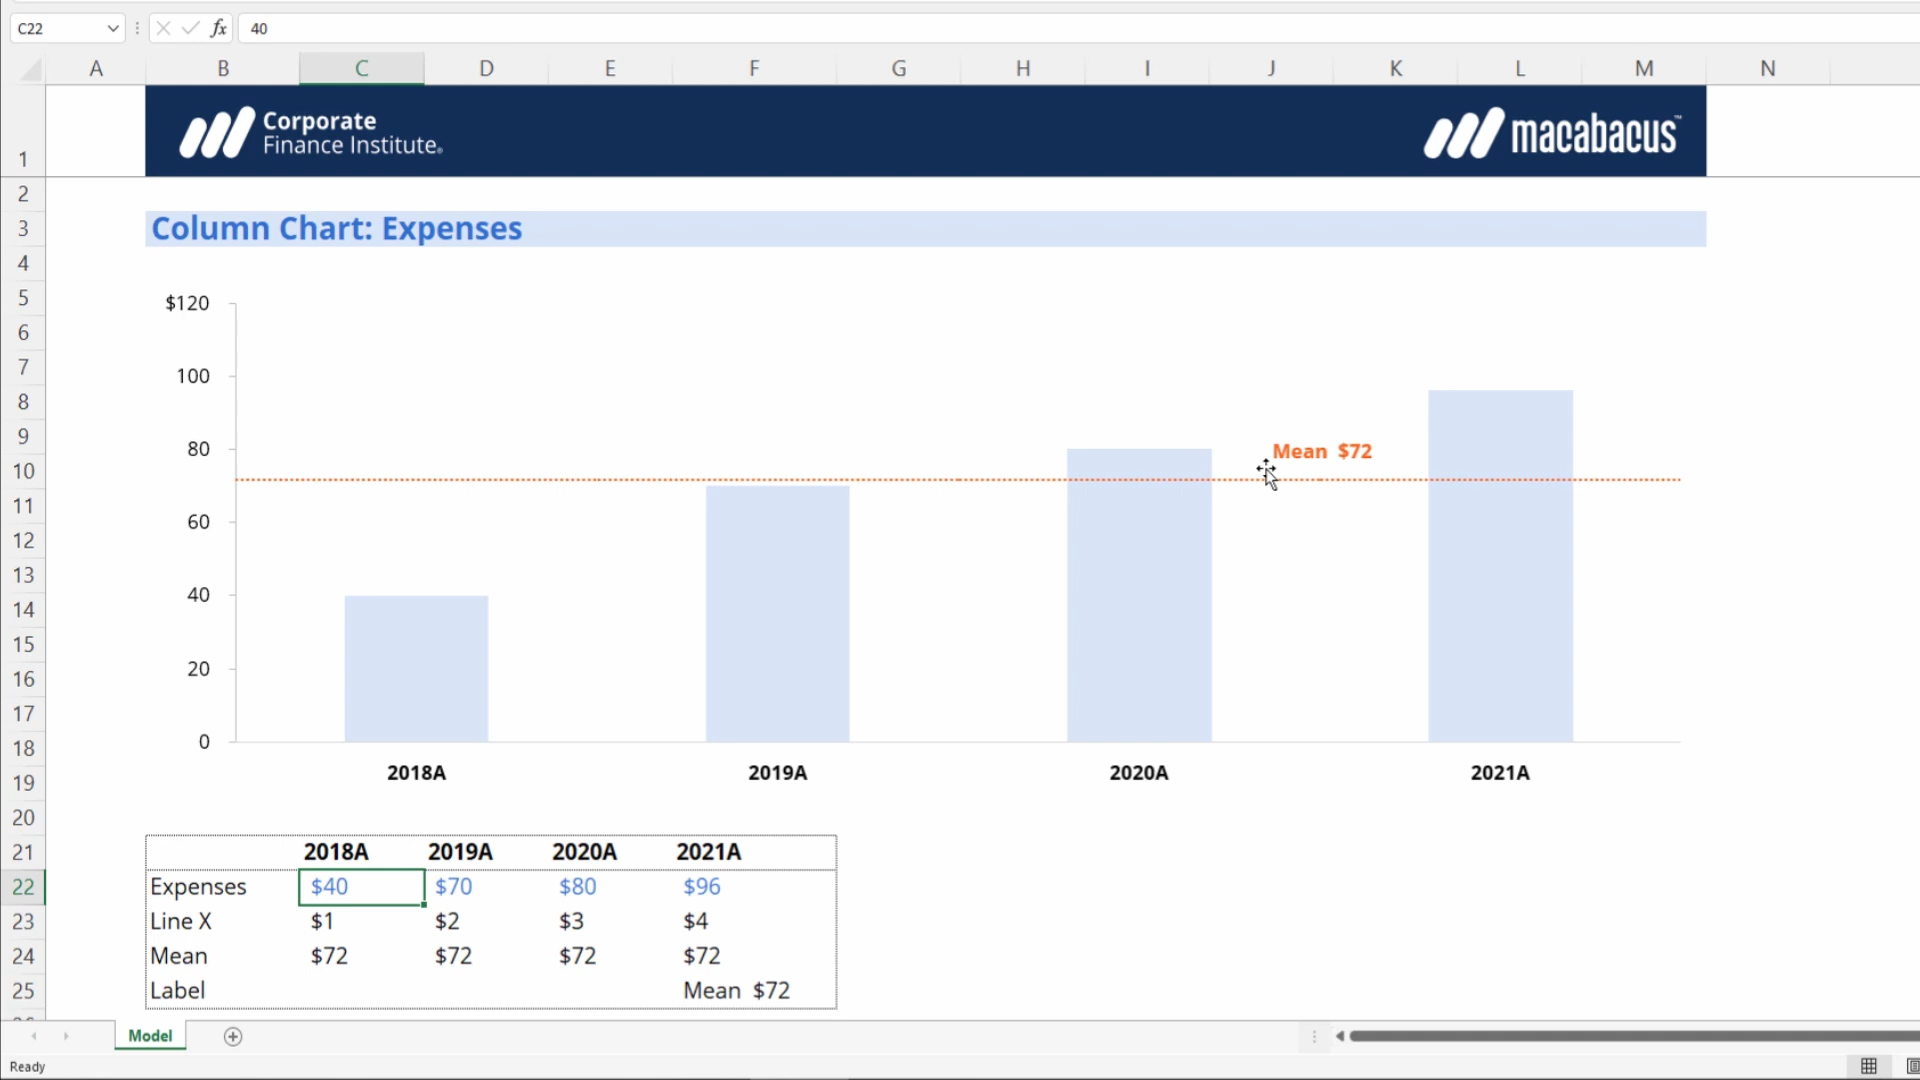 C22 fx 40
A B C D E F G H I J K L M N
Corporate
Finance Institute®
macabacus™
1
2
3 Column Chart: Expenses
4
5 $120
6
7 100
8
9 80 Mean $72
10
11
12 60
13
14 40
15
16 20
17
18 0
19 2018A 2019A 2020A 2021A
20
21 2018A 2019A 2020A 2021A
22 Expenses $40 $70 $80 $96
23 Line X $1 $2 $3 $4
24 Mean $72 $72 $72 $72
25 Label Mean $72
Model
Ready